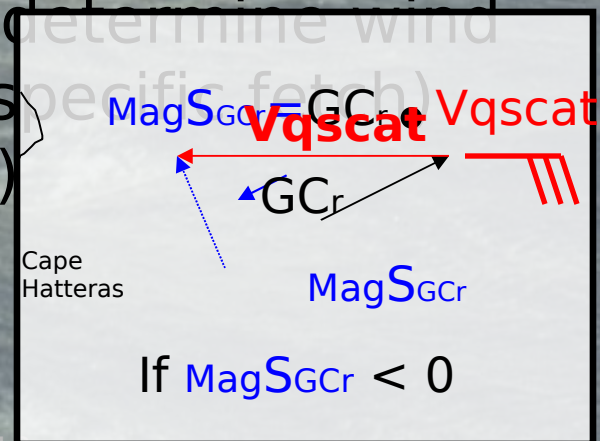 determine wind
specific fetch)
)
MagSGCr=GCr • Vqscat
Vqscat
GCr
Cape
Hatteras
MagSGCr
If MagSGCr < 0